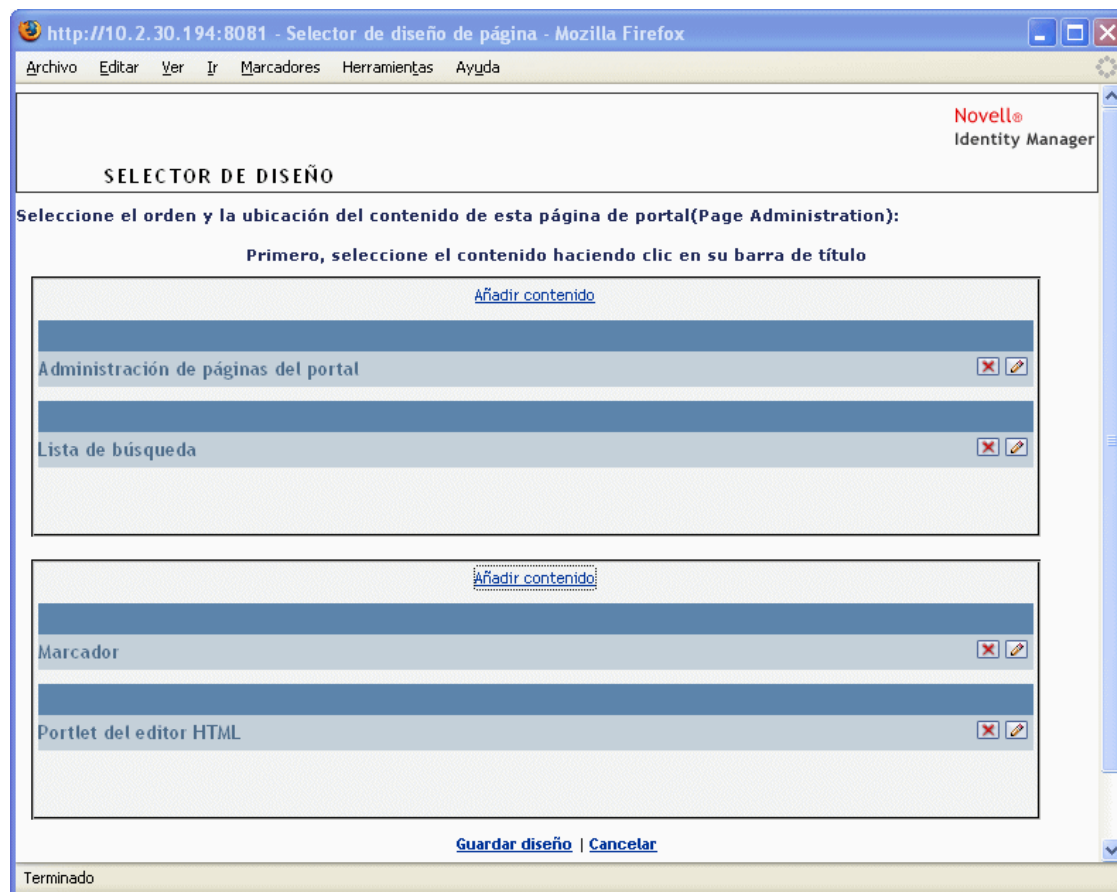 http://10.2.30.194:8081 - Selector de diseño de página - Mozilla Firefox
Archivo Editar Ver Ir Marcadores Herramientas Ayuda
Novell®
Identity Manager
SELECTOR DE DISEÑO
Seleccione el orden y la ubicación del contenido de esta página de portal(Page Administration):
Primero, seleccione el contenido haciendo clic en su barra de título
Añadir contenido
Administración de páginas del portal
Lista de búsqueda
Añadir contenido
Marcador
Portlet del editor HTML
Guardar diseño | Cancelar
Terminado